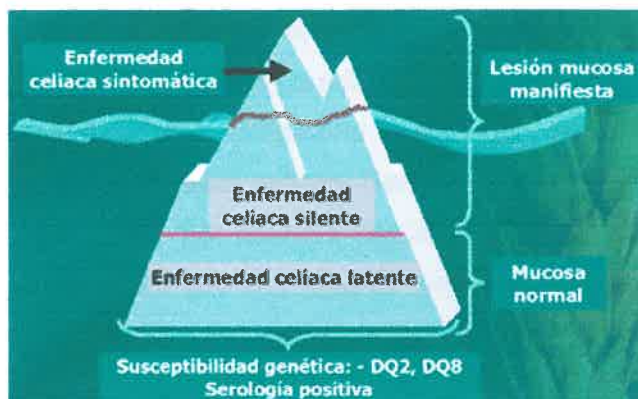 Enfermedad
celiaca sintomática
Lesión mucosa
manifiesta
Enfermedad
celiaca silente
Enfermedad celíaca latente
Mucosa
normal
Susceptibilidad genética: - DQ2, DQ8
Serología positiva